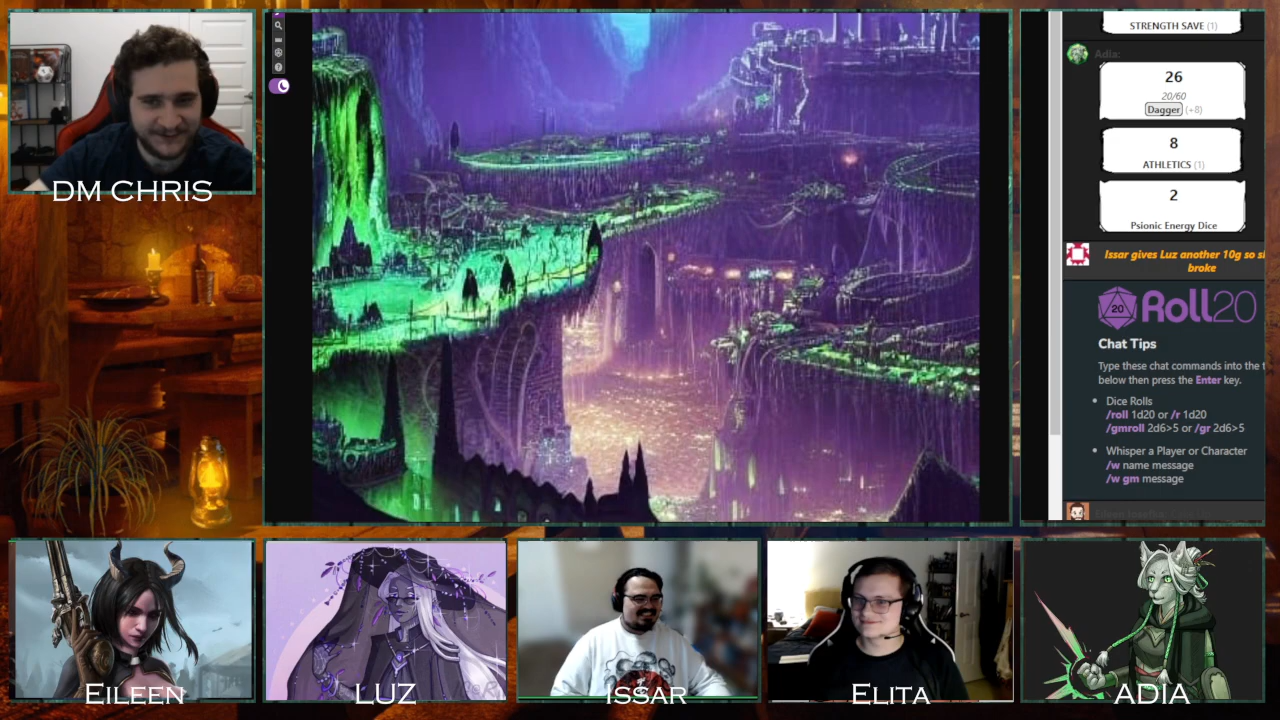 DM CHRIS
STRENGTH SAVE (1)
Adia:
26
20/60
Dagger (+8)
8
ATHLETICS (1)
2
Psionic Energy Dice
Issar gives Luz another 10g so
broke
20
Roll20
Chat Tips
Type these chat commands into the
below then press the Enter key.
Dice Rolls
/roll 1d20 or /r 1d20
/gmroll 2d6>5 or /gr 2d6>5
Whisper a Player or Character
/w name message
/w gm message
EILEEN
LUZ
ISSAR
ELITA
ADIA